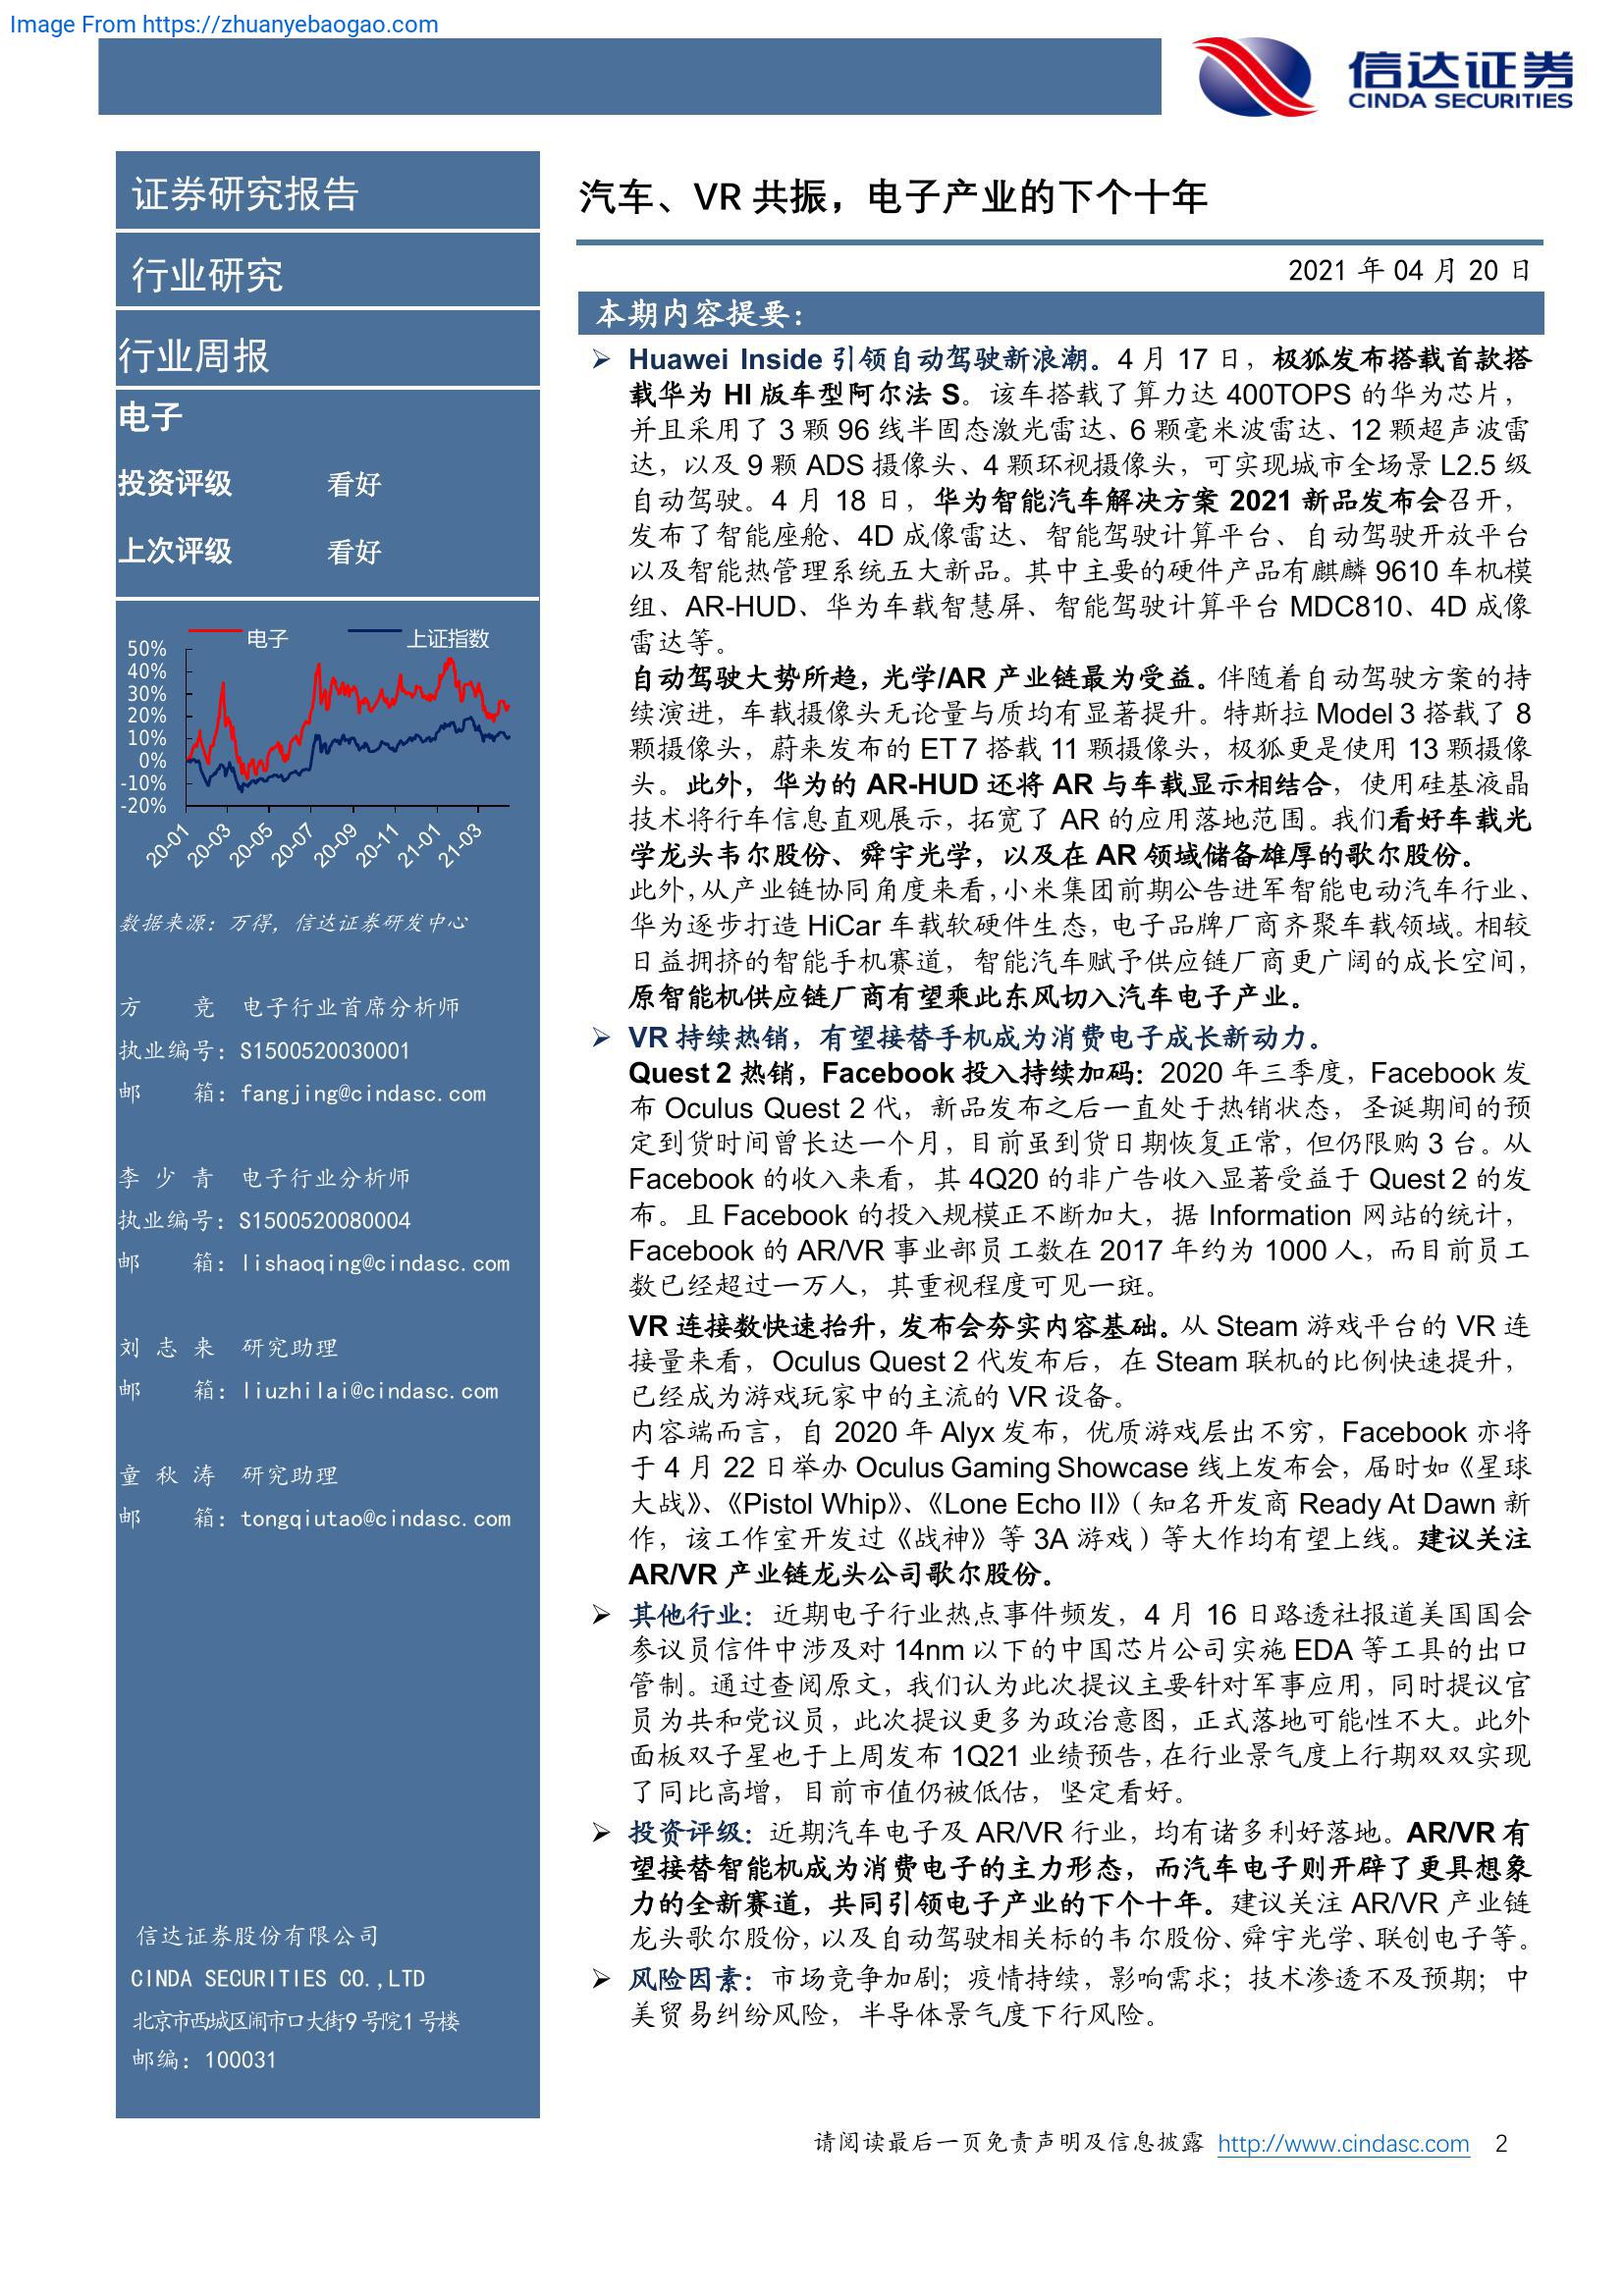 Image From https://zhuanyebaogao.com
信达证券
CINDA SECURITIES
证券研究报告
行业研究
行业周报
电子
投资评级 看好
上次评级 看好
电子 上证指数
50%
40%
30%
20%
10%
0%
-10%
-20%
20-01 20-03 20-05 20-07 20-09 20-11 21-01 21-03
数据来源：万得，信达证券研发中心
方 竞 电子行业首席分析师
执业编号：S1500520030001
邮 箱：fangjing@cindasc.com
李少青 电子行业分析师
执业编号：S1500520080004
邮 箱：lishaoqing@cindasc.com
刘志来 研究助理
邮 箱：liuzhilai@cindasc.com
童秋涛 研究助理
邮 箱：tongqiutao@cindasc.com
信达证券股份有限公司
CINDA SECURITIES CO.,LTD
北京市西城区闹市口大街9号院1号楼
邮编：100031
汽车、VR 共振，电子产业的下个十年
2021 年 04 月 20 日
本期内容提要：
➢ Huawei Inside 引领自动驾驶新浪潮。4 月 17 日，极狐发布搭载首款搭
载华为 HI 版车型阿尔法 S。该车搭载了算力达 400TOPS 的华为芯片，
并且采用了 3 颗 96 线半固态激光雷达、6 颗毫米波雷达、12 颗超声波雷
达，以及 9 颗 ADS 摄像头、4 颗环视摄像头，可实现城市全场景 L2.5 级
自动驾驶。4 月 18 日，华为智能汽车解决方案 2021 新品发布会召开，
发布了智能座舱、4D 成像雷达、智能驾驶计算平台、自动驾驶开放平台
以及智能热管理系统五大新品。其中主要的硬件产品有麒麟 9610 车机模
组、AR-HUD、华为车载智慧屏、智能驾驶计算平台 MDC810、4D 成像
雷达等。
自动驾驶大势所趋，光学/AR 产业链最为受益。伴随着自动驾驶方案的持
续演进，车载摄像头无论量与质均有显著提升。特斯拉 Model 3 搭载了 8
颗摄像头，蔚来发布的 ET 7 搭载 11 颗摄像头，极狐更是使用 13 颗摄像
头。此外，华为的 AR-HUD 还将 AR 与车载显示相结合，使用硅基液晶
技术将行车信息直观展示，拓宽了 AR 的应用落地范围。我们看好车载光
学龙头韦尔股份、舜宇光学，以及在 AR 领域储备雄厚的歌尔股份。
此外，从产业链协同角度来看，小米集团前期公告进军智能电动汽车行业、
华为逐步打造 HiCar 车载软硬件生态，电子品牌厂商齐聚车载领域。相较
日益拥挤的智能手机赛道，智能汽车赋予供应链厂商更广阔的成长空间，
原智能机供应链厂商有望乘此东风切入汽车电子产业。
➢ VR 持续热销，有望接替手机成为消费电子成长新动力。
Quest 2 热销，Facebook 投入持续加码：2020 年三季度，Facebook 发
布 Oculus Quest 2 代，新品发布之后一直处于热销状态，圣诞期间的预
定到货时间曾长达一个月，目前虽到货日期恢复正常，但仍限购 3 台。从
Facebook 的收入来看，其 4Q20 的非广告收入显著受益于 Quest 2 的发
布。且 Facebook 的投入规模正不断加大，据 Information 网站的统计，
Facebook 的 AR/VR 事业部员工数在 2017 年约为 1000 人，而目前员工
数已经超过一万人，其重视程度可见一斑。
VR 连接数快速抬升，发布会夯实内容基础。从 Steam 游戏平台的 VR 连
接量来看，Oculus Quest 2 代发布后，在 Steam 联机的比例快速提升，
已经成为游戏玩家中的主流的 VR 设备。
内容端而言，自 2020 年 Alyx 发布，优质游戏层出不穷，Facebook 亦将
于 4 月 22 日举办 Oculus Gaming Showcase 线上发布会，届时如《星球
大战》、《Pistol Whip》、《Lone Echo II》（知名开发商 Ready At Dawn 新
作，该工作室开发过《战神》等 3A 游戏）等大作均有望上线。建议关注
AR/VR 产业链龙头公司歌尔股份。
➢ 其他行业：近期电子行业热点事件频发，4 月 16 日路透社报道美国国会
参议员信件中涉及对 14nm 以下的中国芯片公司实施 EDA 等工具的出口
管制。通过查阅原文，我们认为此次提议主要针对军事应用，同时提议官
员为共和党议员，此次提议更多为政治意图，正式落地可能性不大。此外
面板双子星也于上周发布 1Q21 业绩预告，在行业景气度上行期双双实现
了同比高增，目前市值仍被低估，坚定看好。
➢ 投资评级：近期汽车电子及 AR/VR 行业，均有诸多利好落地。AR/VR 有
望接替智能机成为消费电子的主力形态，而汽车电子则开辟了更具想象
力的全新赛道，共同引领电子产业的下个十年。建议关注 AR/VR 产业链
龙头歌尔股份，以及自动驾驶相关标的韦尔股份、舜宇光学、联创电子等。
➢ 风险因素：市场竞争加剧；疫情持续，影响需求；技术渗透不及预期；中
美贸易纠纷风险，半导体景气度下行风险。
请阅读最后一页免责声明及信息披露 http://www.cindasc.com 2